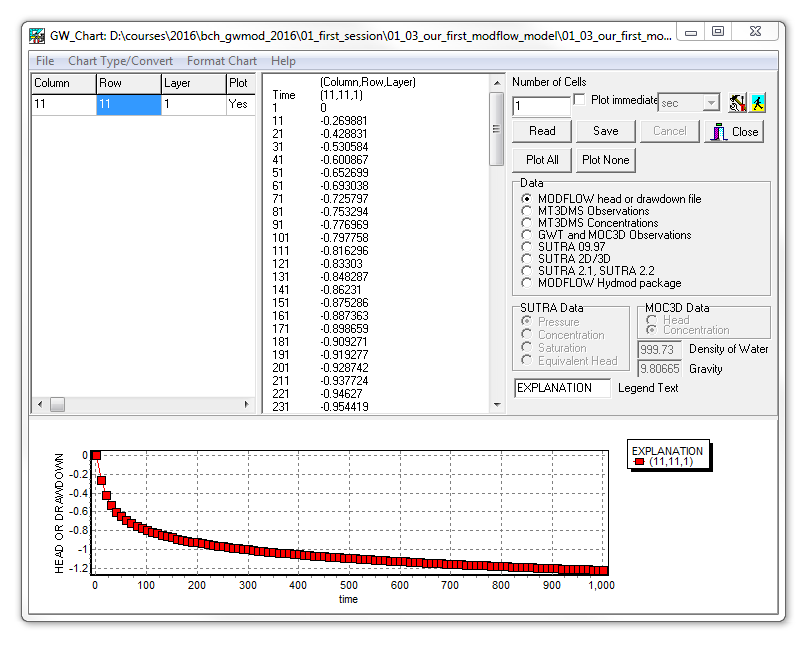 GW_Chart: D:\courses\2016\bch_gwmod_2016\01_first_session\01_03_our_first_modflow_model\01_03_our_first_mo...
File Chart Type/Convert Format Chart Help
Column Row Layer Plot
11 11 1 Yes
(Column,Row,Layer)
Time (11,11,1)
1 0
11 -0.269881
21 -0.428831
31 -0.530584
41 -0.600867
51 -0.652699
61 -0.693038
71 -0.725797
81 -0.753294
91 -0.776969
101 -0.797758
111 -0.816296
121 -0.83303
131 -0.848287
141 -0.86231
151 -0.875286
161 -0.887363
171 -0.898659
181 -0.909271
191 -0.919277
201 -0.928742
211 -0.937724
221 -0.94627
231 -0.954419
Number of Cells
1 Plot immediate sec
Read Save Cancel Close
Plot All Plot None
Data
MODFLOW head or drawdown file
MT3DMS Observations
MT3DMS Concentrations
GWT and MOC3D Observations
SUTRA 09.97
SUTRA 2D/3D
SUTRA 2.1, SUTRA 2.2
MODFLOW Hydmod package
SUTRA Data
Pressure
Concentration
Saturation
Equivalent Head
MOC3D Data
Head
Concentration
999.73 Density of Water
9.80665 Gravity
EXPLANATION Legend Text
HEAD OR DRAWDOWN
0
-0.2
-0.4
-0.6
-0.8
-1
-1.2
0 100 200 300 400 500 600 700 800 900 1,000
time
EXPLANATION
(11,11,1)